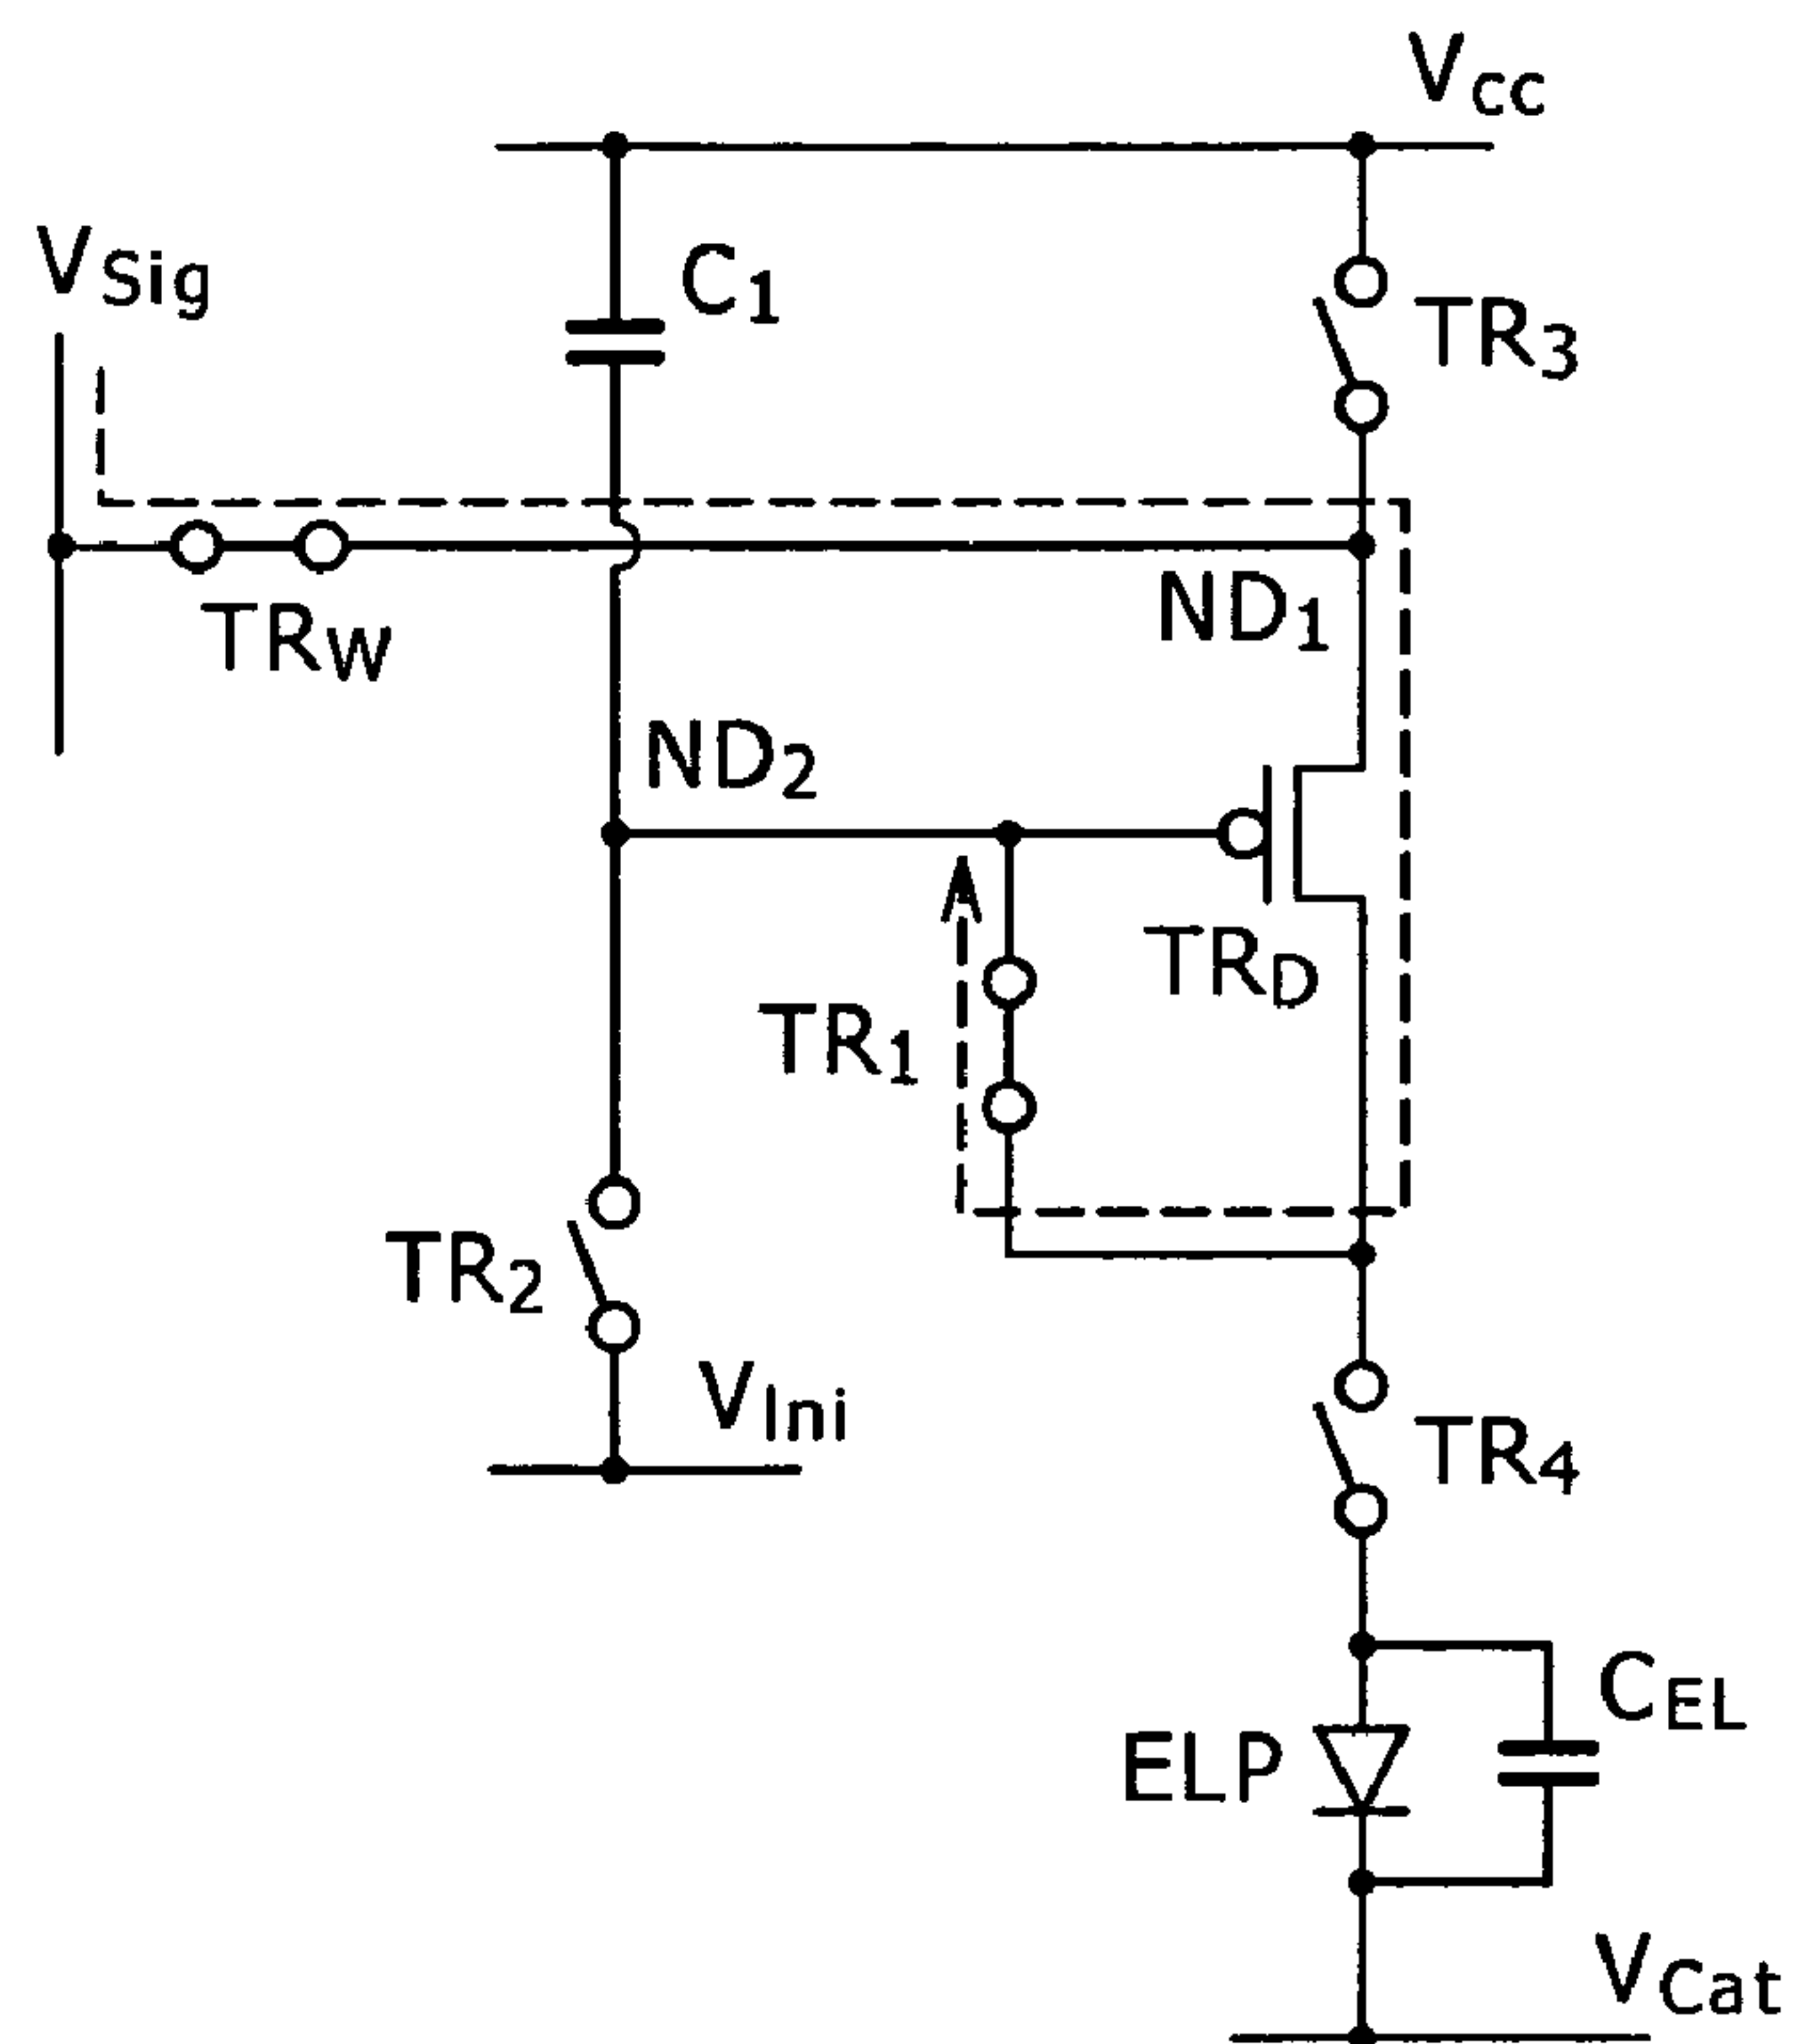 Vcc
VSig
C1
TR3
TRW
ND1
ND2
TRD
TR1
TR2
VIni
TR4
CEL
ELP
VCat